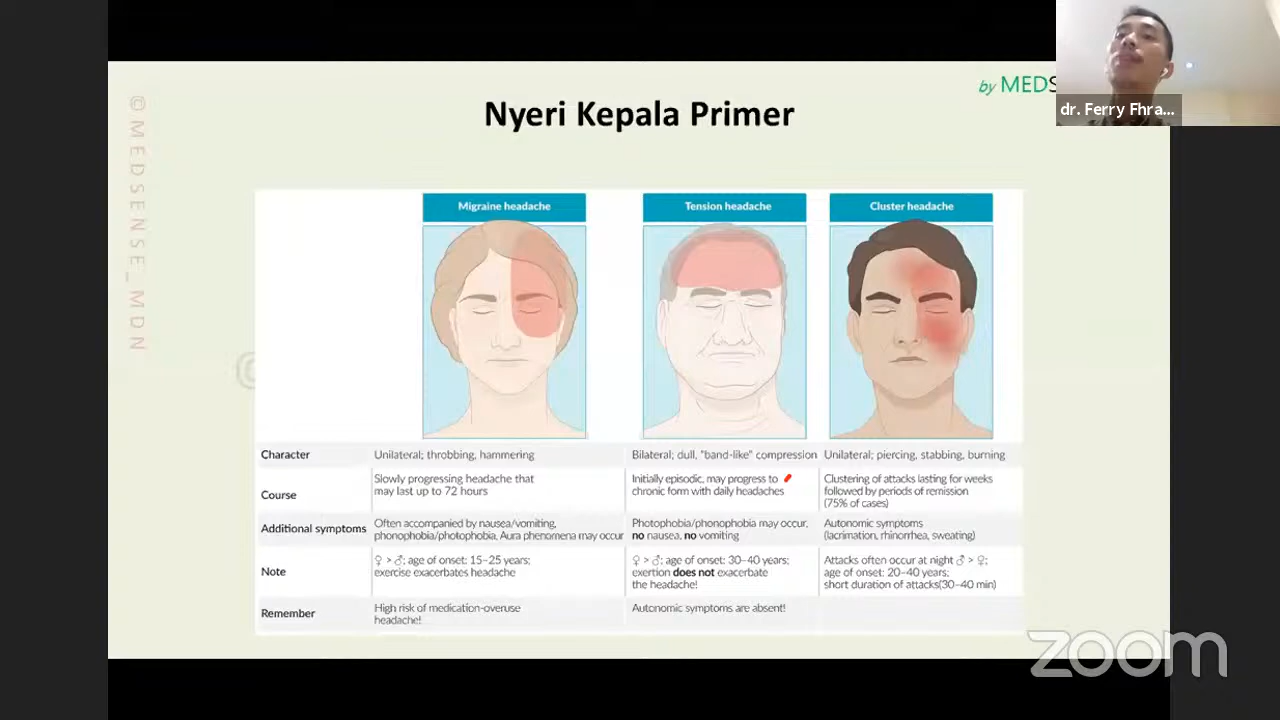 by MEDS
dr. Ferry Fhra...
©MEDSENSE_MDN
Nyeri Kepala Primer
Migraine headache
Tension headache
Cluster headache
©
Character
Unilateral; throbbing, hammering
Bilateral; dull, "band-like" compression
Unilateral; piercing, stabbing, burning
Course
Slowly progressing headache that
may last up to 72 hours
Initially episodic, may progress to
chronic form with daily headaches
Clustering of attacks lasting for weeks
followed by periods of remission
(75% of cases)
Additional symptoms
Often accompanied by nausea/vomiting,
phonophobia/photophobia, Aura phenomena may occur
Photophobia/phonophobia may occur,
no nausea, no vomiting
Autonomic symptoms
(lacrimation, rhinorrhea, sweating)
Note
♀ > ♂; age of onset: 15–25 years;
exercise exacerbates headache
♀ > ♂; age of onset: 30–40 years;
exertion does not exacerbate
the headache!
Attacks often occur at night ♂ > ♀;
age of onset: 20–40 years;
short duration of attacks(30–40 min)
Remember
High risk of medication-overuse
headache!
Autonomic symptoms are absent!
zoom